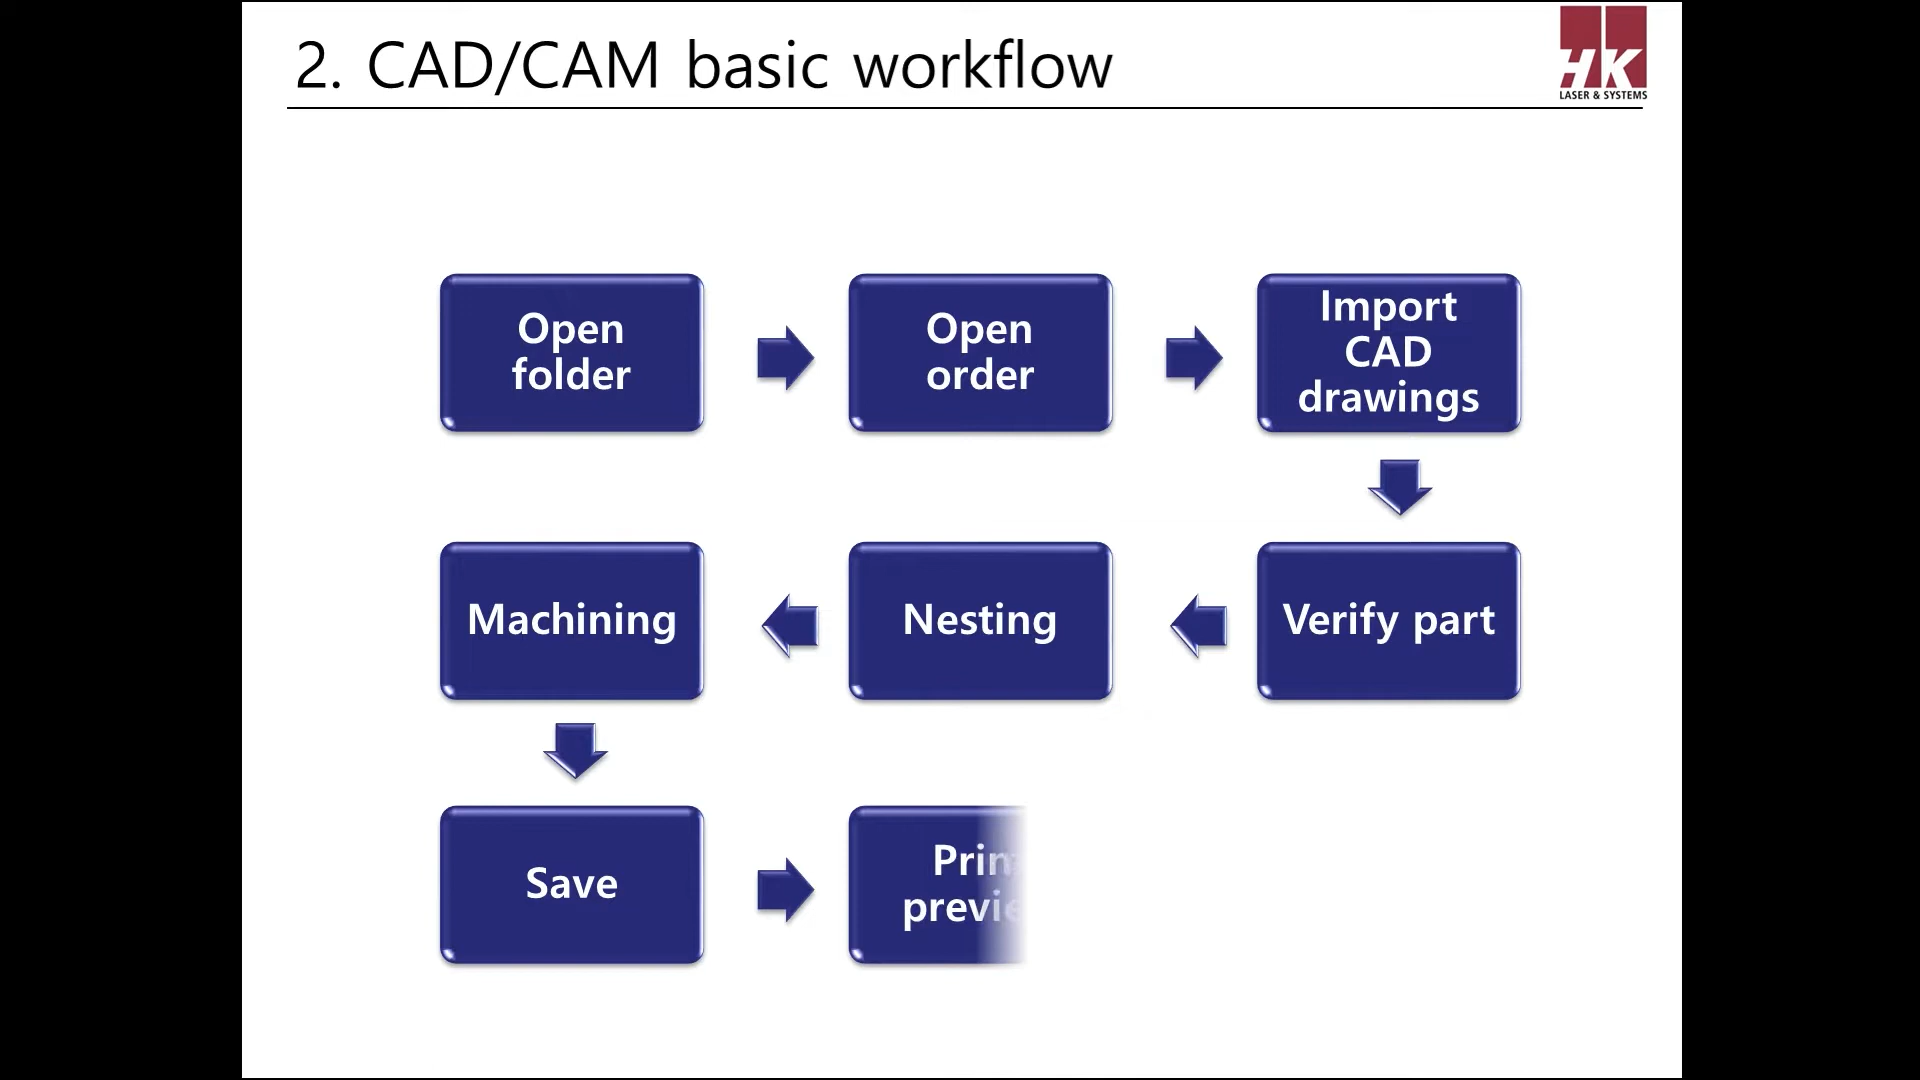 2. CAD/CAM basic workflow
HK
LASER & SYSTEMS
Open
folder
Open
order
Import
CAD
drawings
Machining
Nesting
Verify part
Save